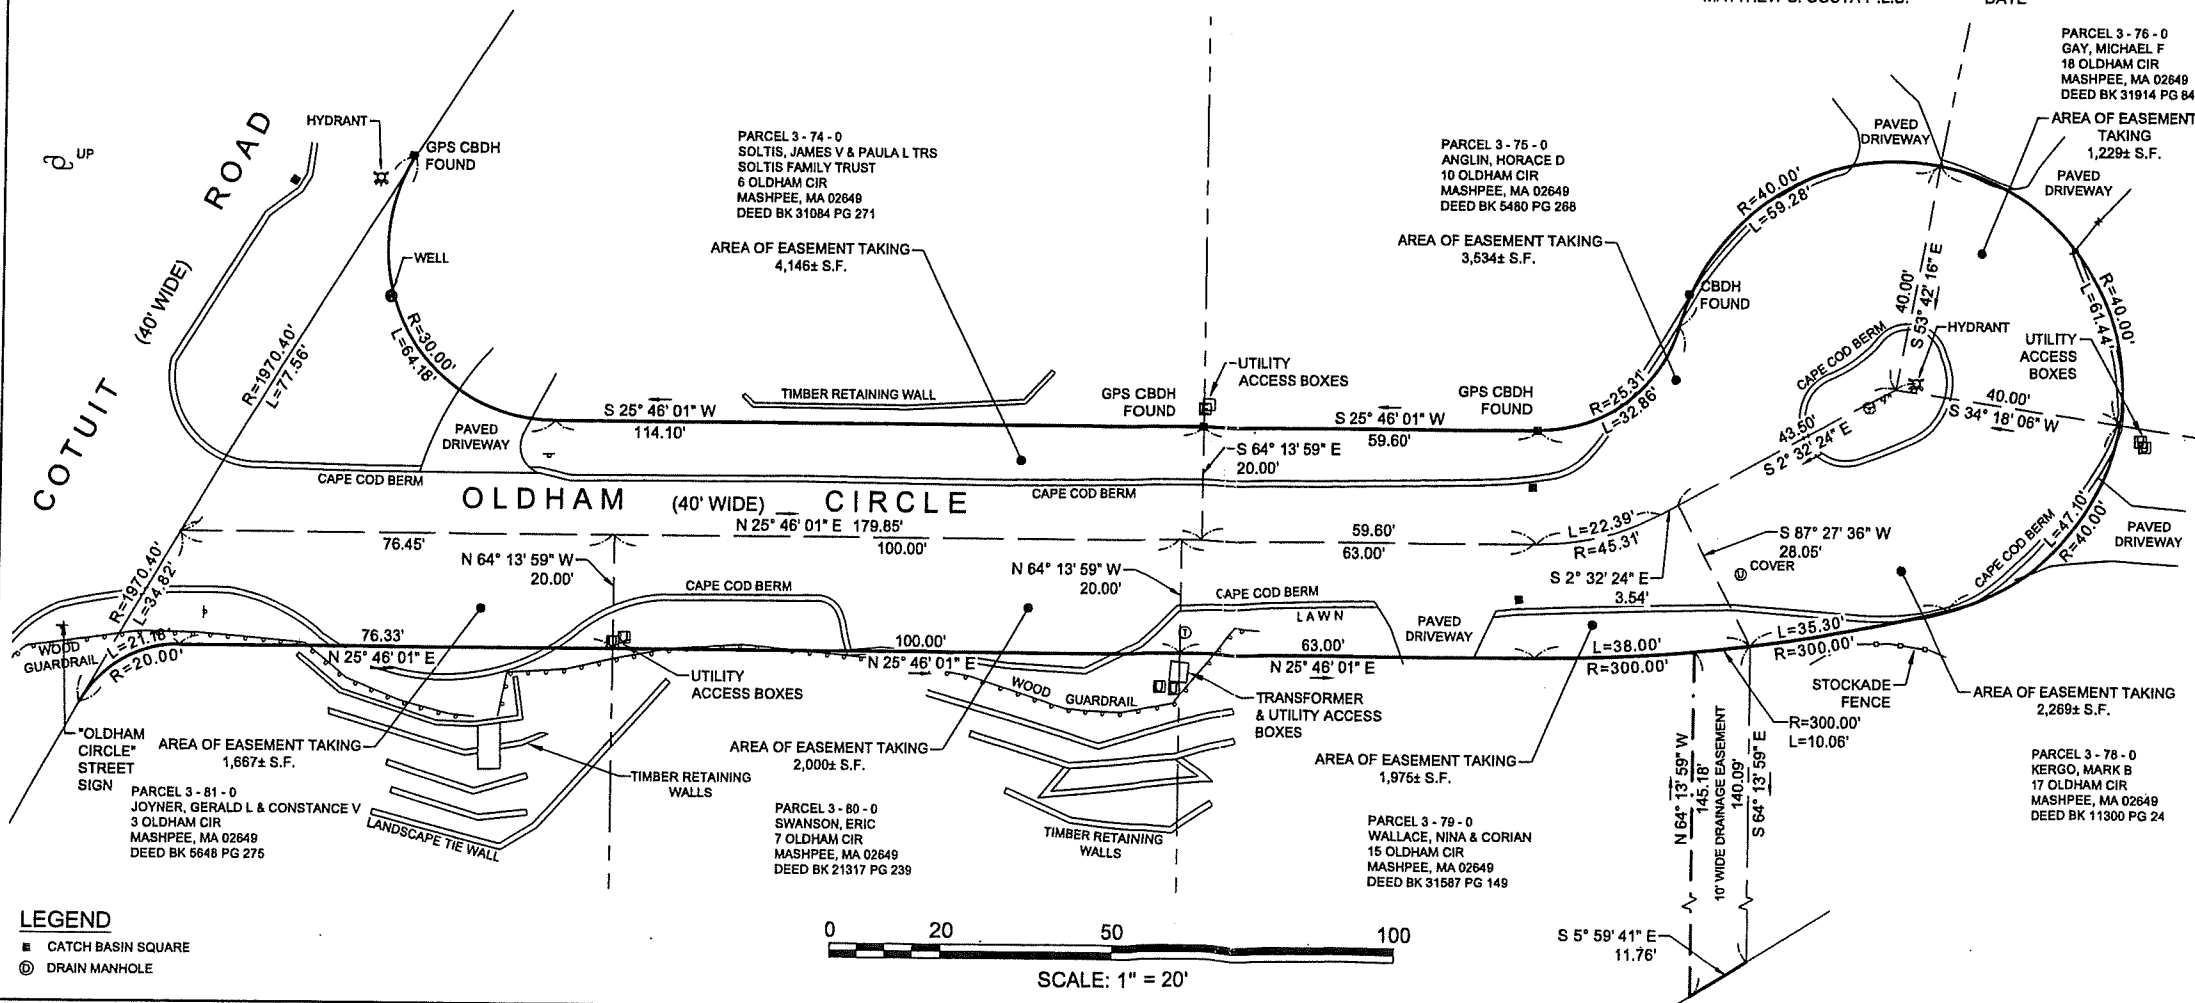 PARCEL 3 - 76 - 0
GAY, MICHAEL F
18 OLDHAM CIR
MASHPEE, MA 02649
DEED BK 31914 PG 84
AREA OF EASEMENT
TAKING
1,229± S.F.
PAVED
DRIVEWAY
PAVED
DRIVEWAY
HYDRANT
GPS CBDH
FOUND
UP
COTUIT ROAD
(40' WIDE)
PARCEL 3 - 74 - 0
SOLTIS, JAMES V & PAULA L TRS
SOLTIS FAMILY TRUST
6 OLDHAM CIR
MASHPEE, MA 02649
DEED BK 31084 PG 271
AREA OF EASEMENT TAKING
4,146± S.F.
PARCEL 3 - 75 - 0
ANGLIN, HORACE D
10 OLDHAM CIR
MASHPEE, MA 02649
DEED BK 5480 PG 268
AREA OF EASEMENT TAKING
3,534± S.F.
R=40.00'
L=59.28'
CBDH
FOUND
WELL
R=30.00'
L=64.18'
R=1970.40'
L=77.56'
40.00'
S 53° 42' 16" E
HYDRANT
R=40.00'
L=61.44'
UTILITY
ACCESS
BOXES
CAPE COD BERM
40.00'
S 34° 18' 06" W
UTILITY
ACCESS BOXES
TIMBER RETAINING WALL
GPS CBDH
FOUND
GPS CBDH
FOUND
R=25.31'
L=32.86'
S 25° 46' 01" W
114.10'
S 25° 46' 01" W
59.60'
PAVED
DRIVEWAY
S 64° 13' 59" E
20.00'
43.50'
S 2° 32' 24" E
9"
CAPE COD BERM
CAPE COD BERM
OLDHAM (40' WIDE) CIRCLE
N 25° 46' 01" E 179.85'
76.45'
100.00'
59.60'
63.00'
L=22.39'
R=45.31'
S 87° 27' 36" W
28.05'
COVER
L=47.10'
R=40.00'
CAPE COD BERM
PAVED
DRIVEWAY
N 64° 13' 59" W
20.00'
N 64° 13' 59" W
20.00'
S 2° 32' 24" E
3.54'
R=1970.40'
L=34.82'
CAPE COD BERM
CAPE COD BERM
LAWN
PAVED
DRIVEWAY
WOOD
GUARDRAIL
L=21.18'
R=20.00'
76.33'
N 25° 46' 01" E
100.00'
N 25° 46' 01" E
63.00'
N 25° 46' 01" E
L=38.00'
R=300.00'
L=35.30'
R=300.00'
UTILITY
ACCESS BOXES
WOOD GUARDRAIL
TRANSFORMER
& UTILITY ACCESS
BOXES
STOCKADE
FENCE
AREA OF EASEMENT TAKING
2,269± S.F.
R=300.00'
L=10.06'
"OLDHAM
CIRCLE"
STREET
SIGN
AREA OF EASEMENT TAKING
1,667± S.F.
AREA OF EASEMENT TAKING
2,000± S.F.
AREA OF EASEMENT TAKING
1,975± S.F.
TIMBER RETAINING
WALLS
PARCEL 3 - 81 - 0
JOYNER, GERALD L & CONSTANCE V
3 OLDHAM CIR
MASHPEE, MA 02649
DEED BK 5648 PG 275
LANDSCAPE TIE WALL
PARCEL 3 - 80 - 0
SWANSON, ERIC
7 OLDHAM CIR
MASHPEE, MA 02649
DEED BK 21317 PG 239
TIMBER RETAINING
WALLS
PARCEL 3 - 79 - 0
WALLACE, NINA & CORIAN
15 OLDHAM CIR
MASHPEE, MA 02649
DEED BK 31587 PG 149
N 64° 13' 59" W
145.18'
10' WIDE DRAINAGE EASEMENT
140.09'
S 64° 13' 59" E
PARCEL 3 - 78 - 0
KERGO, MARK B
17 OLDHAM CIR
MASHPEE, MA 02649
DEED BK 11300 PG 24
S 5° 59' 41" E
11.76'
LEGEND
CATCH BASIN SQUARE
D DRAIN MANHOLE
0 20 50 100
SCALE: 1" = 20'